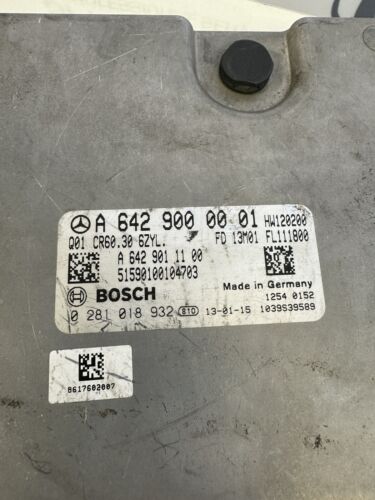 A 642 900 00 01 HW120200
Q01 CR60.30 6ZYL. FD 13M01 FL111800
A 642 901 11 00
51590100104703
BOSCH Made in Germany
1254 0152
0 281 018 932 810 13-01-15 1039S39589
8617682007